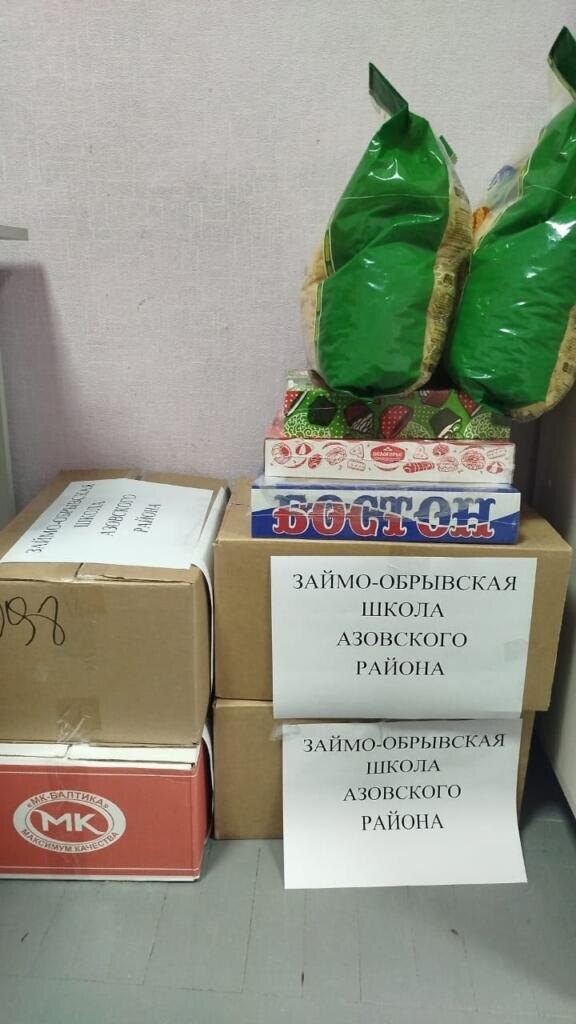 БЕЛОГОРЬЕ
БОСТОН
ЗАЙМО-ОБРЫВСКАЯ
ШКОЛА
АЗОВСКОГО
РАЙОНА
ЗАЙМО-ОБРЫВСКАЯ
ШКОЛА
АЗОВСКОГО
РАЙОНА
ЗАЙМО-ОБРЫВСКАЯ
ШКОЛА
АЗОВСКОГО
РАЙОНА
«МК-БАЛТИКА»
МК
МАКСИМУМ КАЧЕСТВА